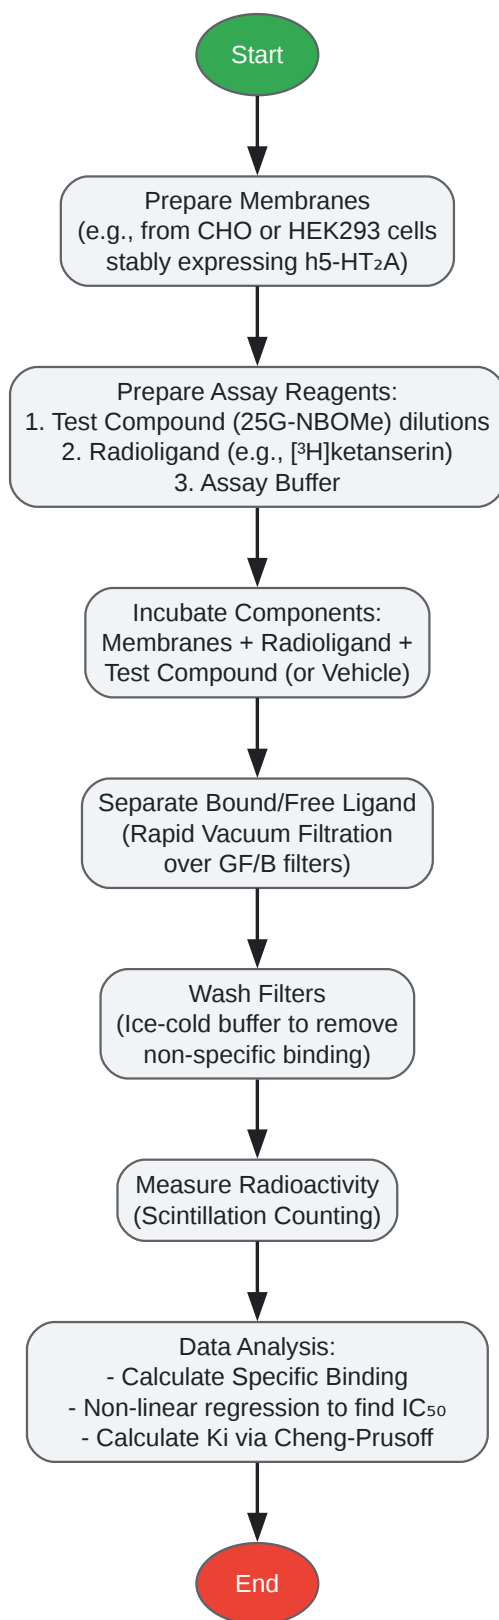 Start
Prepare Membranes
(e.g., from CHO or HEK293 cells
stably expressing h5-HT₂A)
Prepare Assay Reagents:
1. Test Compound (25G-NBOMe) dilutions
2. Radioligand (e.g., [³H]ketanserin)
3. Assay Buffer
Incubate Components:
Membranes + Radioligand +
Test Compound (or Vehicle)
Separate Bound/Free Ligand
(Rapid Vacuum Filtration
over GF/B filters)
Wash Filters
(Ice-cold buffer to remove
non-specific binding)
Measure Radioactivity
(Scintillation Counting)
Data Analysis:
- Calculate Specific Binding
- Non-linear regression to find IC₅₀
- Calculate Ki via Cheng-Prusoff
End